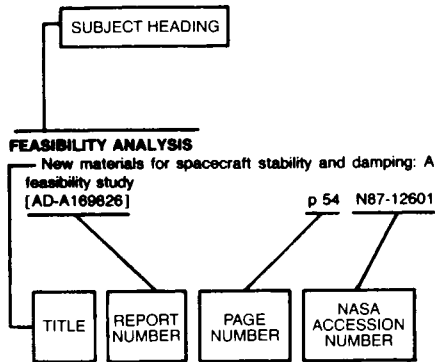 SUBJECT HEADING
FEASIBILITY ANALYSIS
New materials for spacecraft stability and damping: A
feasibility study
[AD-A169826] p 54 N87-12601
TITLE
REPORT
NUMBER
PAGE
NUMBER
NASA
ACCESSION
NUMBER